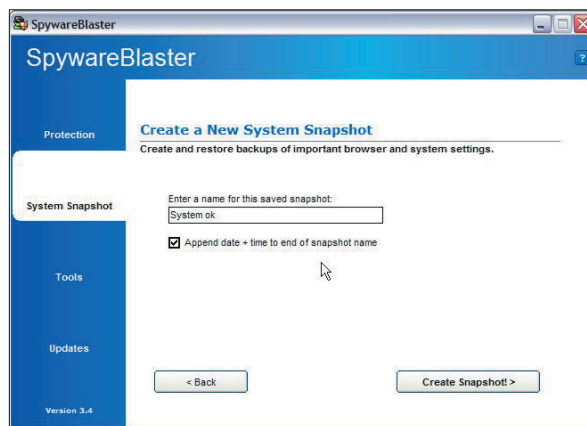 SpywareBlaster
SpywareBlaster
?
Protection
System Snapshot
Tools
Updates
Version 3.4
Create a New System Snapshot
Create and restore backups of important browser and system settings.
Enter a name for this saved snapshot:
System ok
Append date + time to end of snapshot name
< Back
Create Snapshot! >